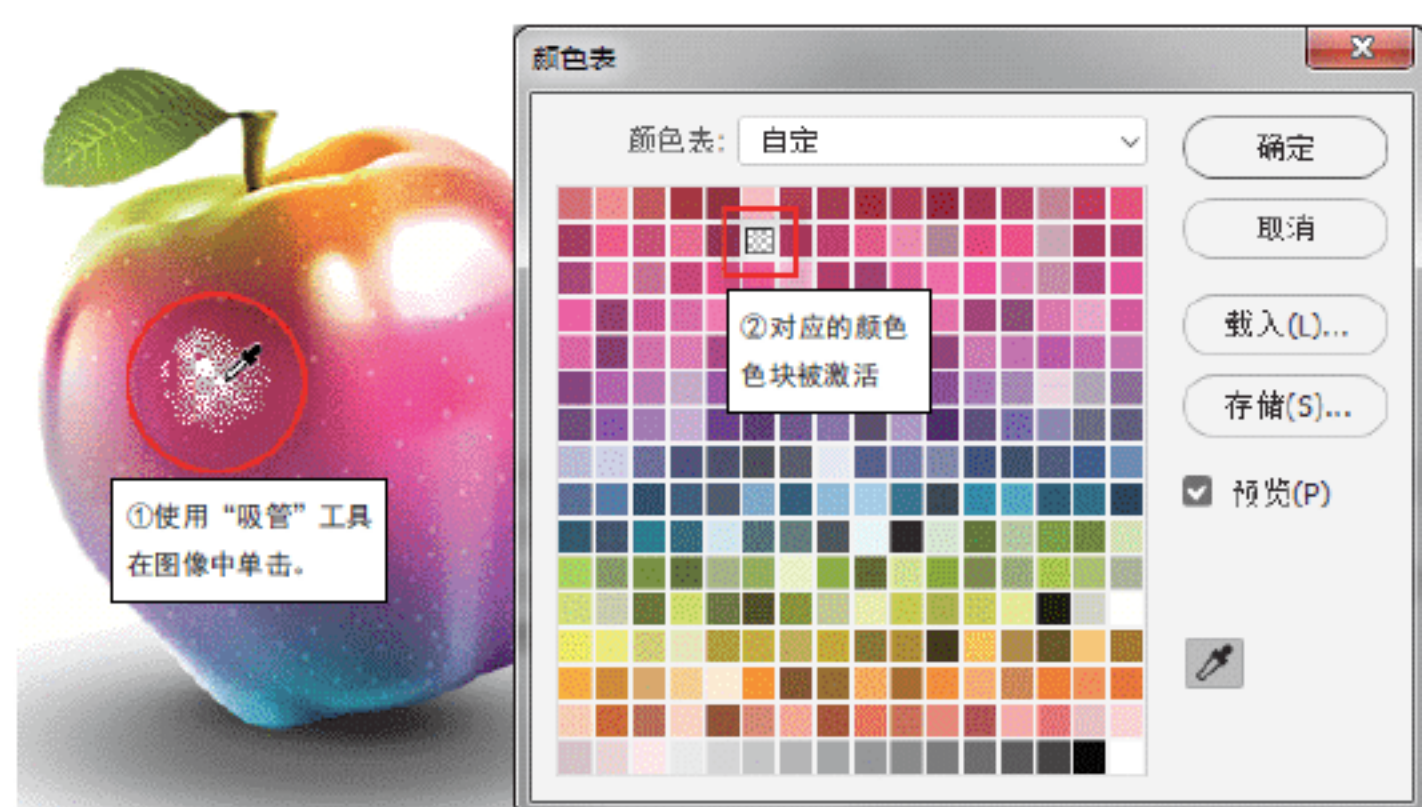 颜色表
颜色表: 自定
确定
取消
载入(L)...
存储(S)...
预览(P)
①使用“吸管”工具
在图像中单击。
②对应的颜色
色块被激活